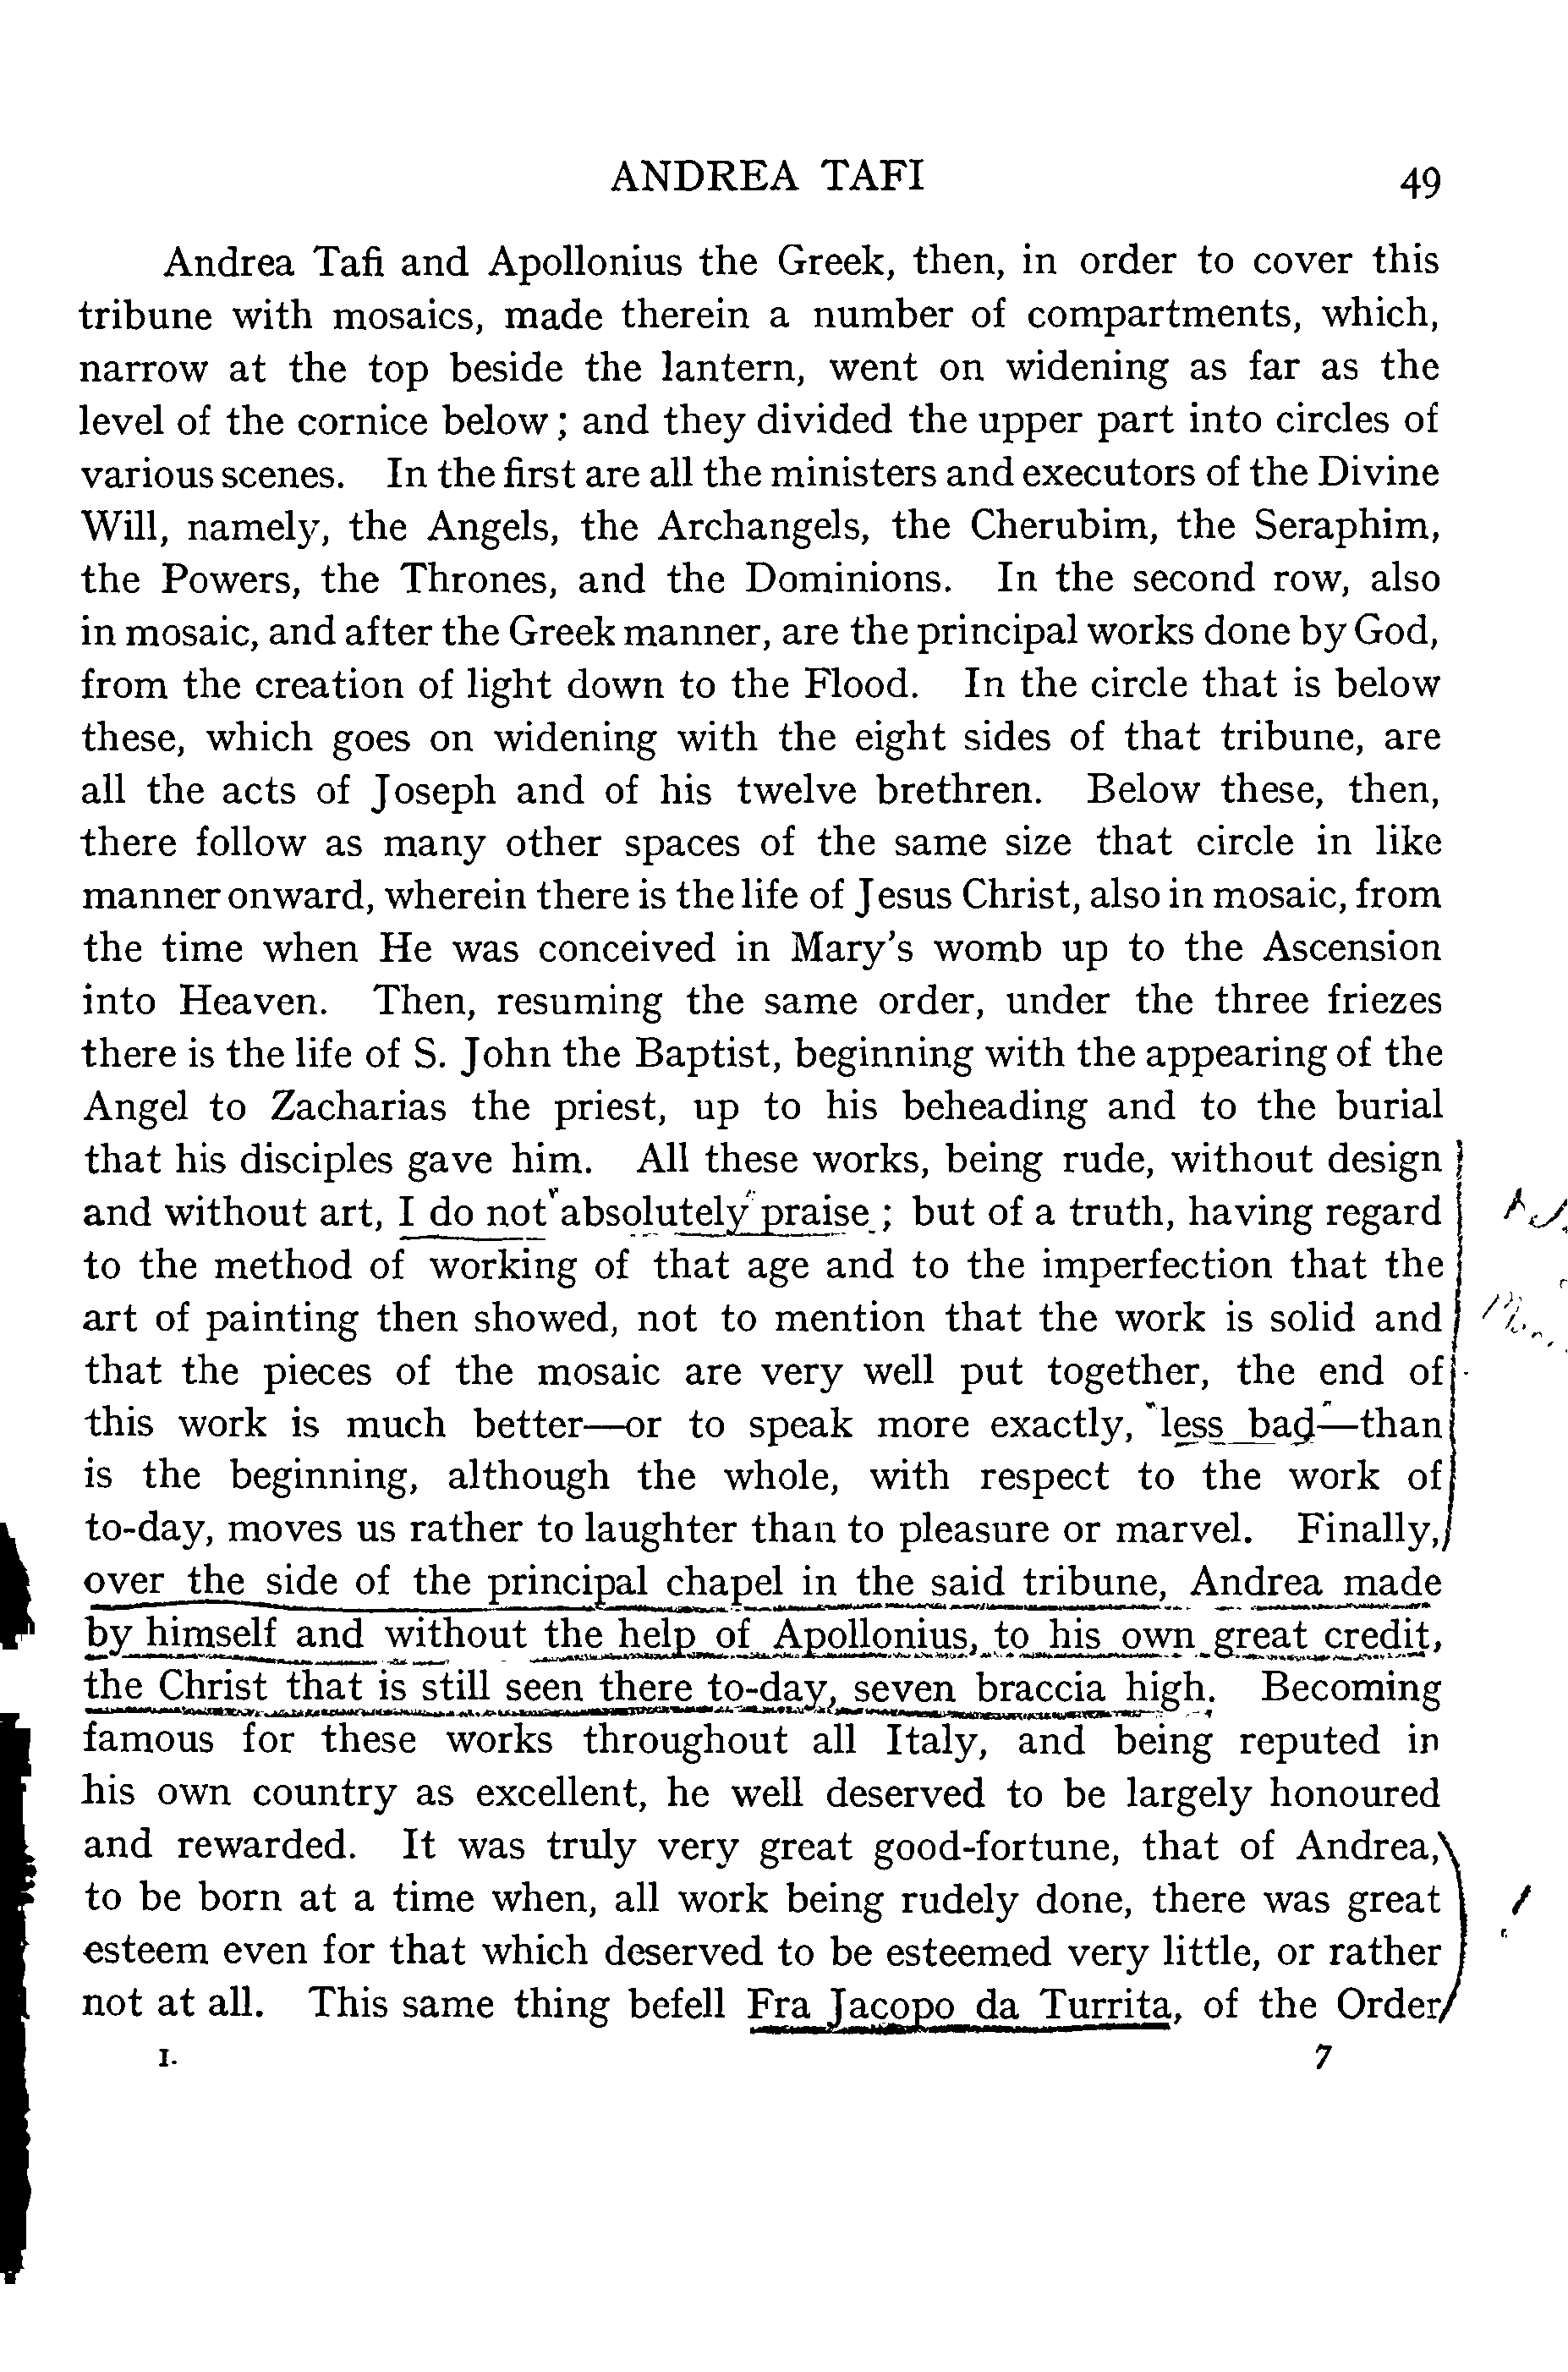 ANDREA TAFI 49
Andrea Tafi and Apollonius the Greek, then, in order to cover this
tribune with mosaics, made therein a number of compartments, which,
narrow at the top beside the lantern, went on widening as far as the
level of the cornice below; and they divided the upper part into circles of
various scenes. In the first are all the ministers and executors of the Divine
Will, namely, the Angels, the Archangels, the Cherubim, the Seraphim,
the Powers, the Thrones, and the Dominions. In the second row, also
in mosaic, and after the Greek manner, are the principal works done by God,
from the creation of light down to the Flood. In the circle that is below
these, which goes on widening with the eight sides of that tribune, are
all the acts of Joseph and of his twelve brethren. Below these, then,
there follow as many other spaces of the same size that circle in like
manner onward, wherein there is the life of Jesus Christ, also in mosaic, from
the time when He was conceived in Mary's womb up to the Ascension
into Heaven. Then, resuming the same order, under the three friezes
there is the life of S. John the Baptist, beginning with the appearing of the
Angel to Zacharias the priest, up to his beheading and to the burial
that his disciples gave him. All these works, being rude, without design
and without art, I do not absolutely praise; but of a truth, having regard
to the method of working of that age and to the imperfection that the
art of painting then showed, not to mention that the work is solid and
that the pieces of the mosaic are very well put together, the end of
this work is much better—or to speak more exactly, less bad—than
is the beginning, although the whole, with respect to the work of
to-day, moves us rather to laughter than to pleasure or marvel. Finally,
over the side of the principal chapel in the said tribune, Andrea made
by himself and without the help of Apollonius, to his own great credit,
the Christ that is still seen there to-day, seven braccia high. Becoming
famous for these works throughout all Italy, and being reputed in
his own country as excellent, he well deserved to be largely honoured
and rewarded. It was truly very great good-fortune, that of Andrea,
to be born at a time when, all work being rudely done, there was great
esteem even for that which deserved to be esteemed very little, or rather
not at all. This same thing befell Fra Jacopo da Turrita, of the Order
I. 7